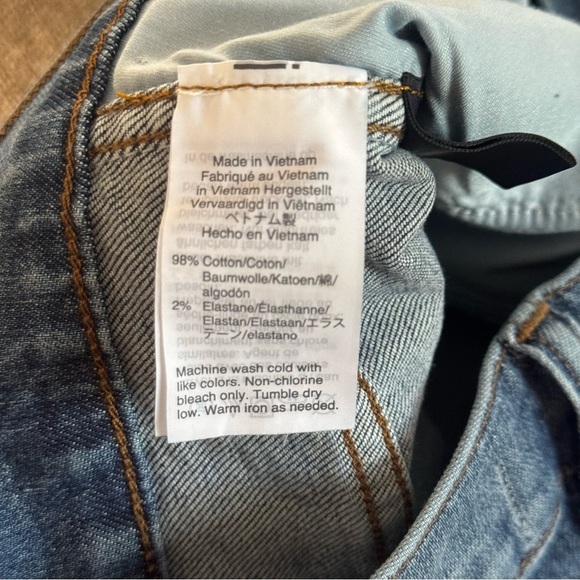 Made in Vietnam
Fabriqué au Vietnam
In Vietnam Hergestellt
Vervaardigd in Viêtnam
ベトナム製
Hecho en Vietnam
98% Cotton/Coton/
Baumwolle/Katoen/綿/
algodón
2% Elastane/Élasthanne/
Elastan/Elastaan/エラス
テーン/elastano
Machine wash cold with
like colors. Non-chlorine
bleach only. Tumble dry
low. Warm iron as needed.